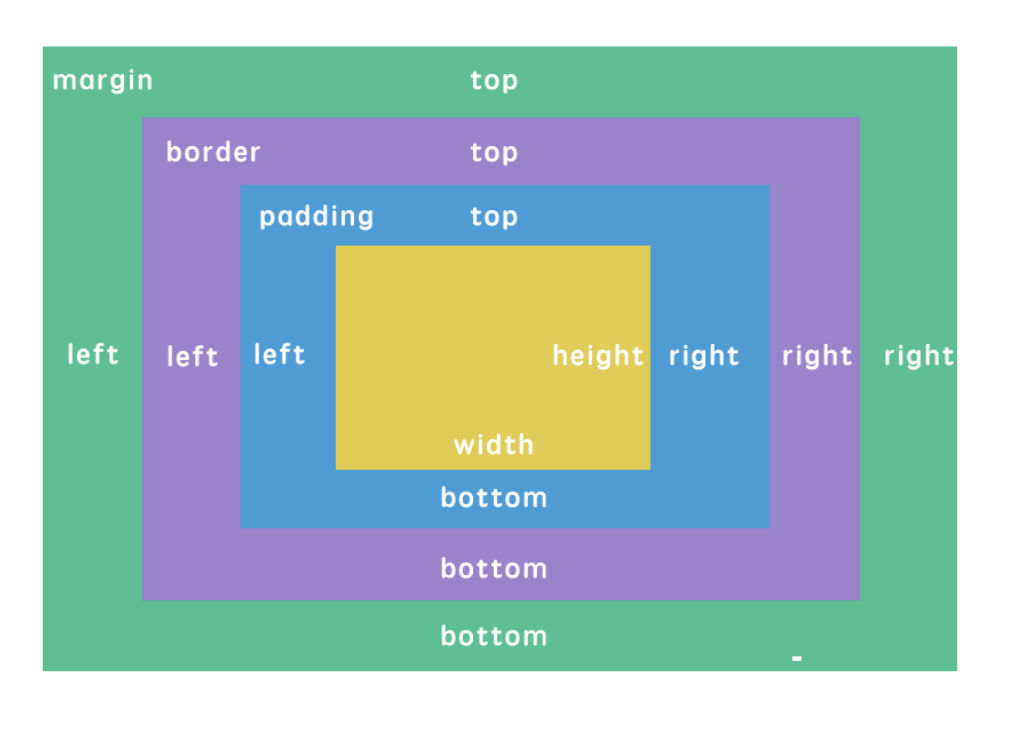 margin top
border top
padding top
left left left height right right right
width
bottom
bottom
bottom
-